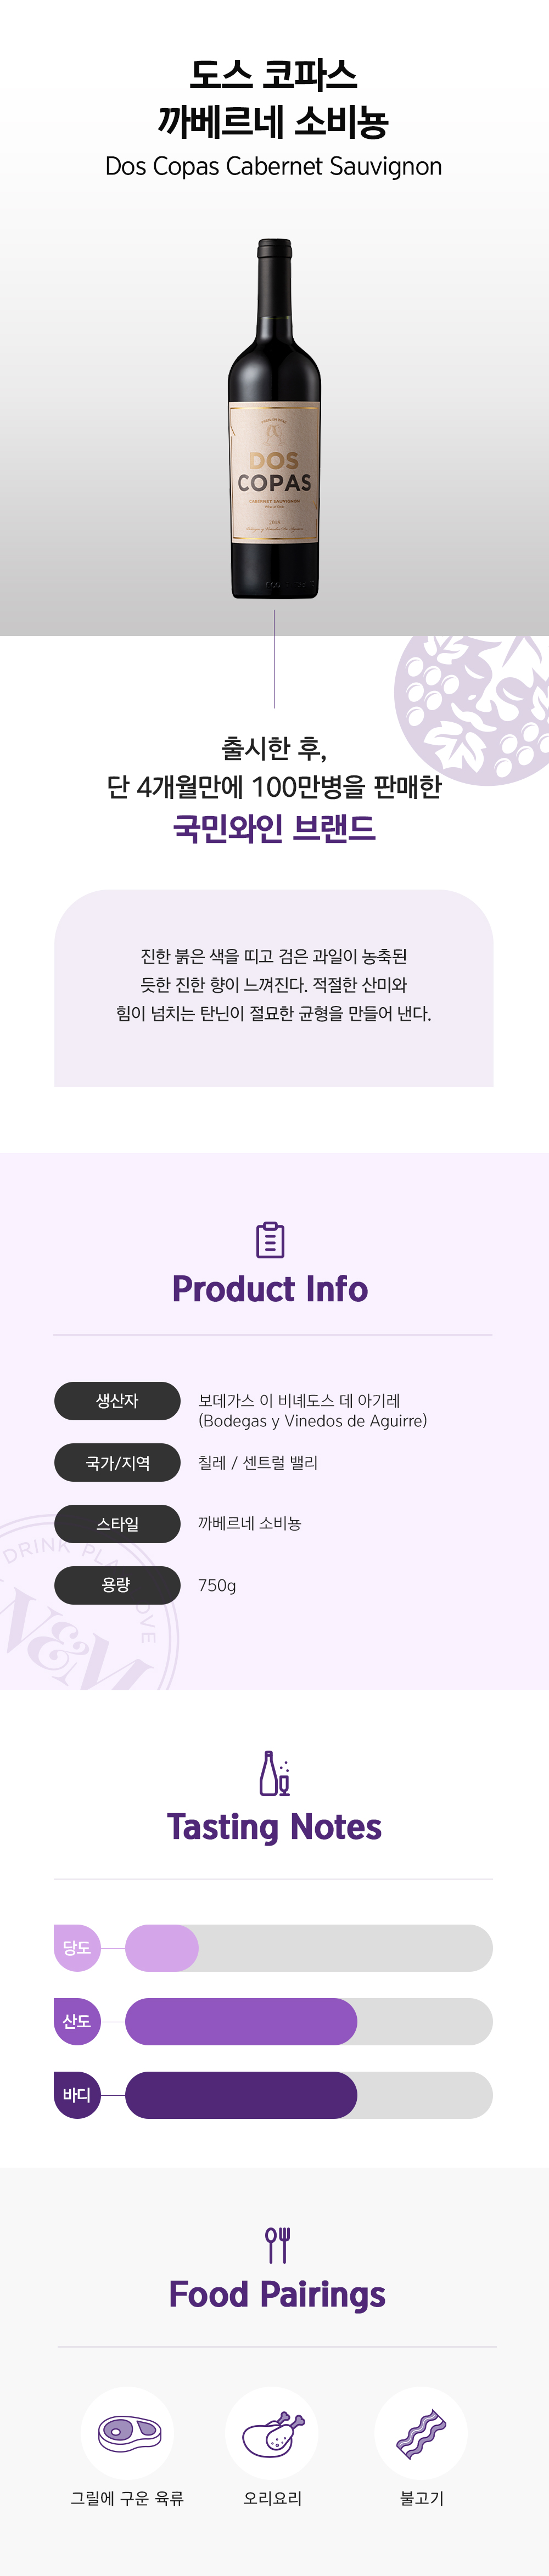 도스 코파스
까베르네 소비뇽
Dos Copas Cabernet Sauvignon
DOS
COPAS
CABERNET SAUVIGNON
출시한 후,
단 4개월만에 100만병을 판매한
국민와인 브랜드
진한 붉은 색을 띠고 검은 과일이 농축된
듯한 진한 향이 느껴진다. 적절한 산미와
힘이 넘치는 탄닌이 절묘한 균형을 만들어 낸다.
Product Info
생산자
보데가스 이 비녜도스 데 아기레
(Bodegas y Vinedos de Aguirre)
국가/지역
칠레 / 센트럴 밸리
스타일
까베르네 소비뇽
용량
750g
DRINK
W&M
Tasting Notes
당도
산도
바디
Food Pairings
그릴에 구운 육류
오리요리
불고기